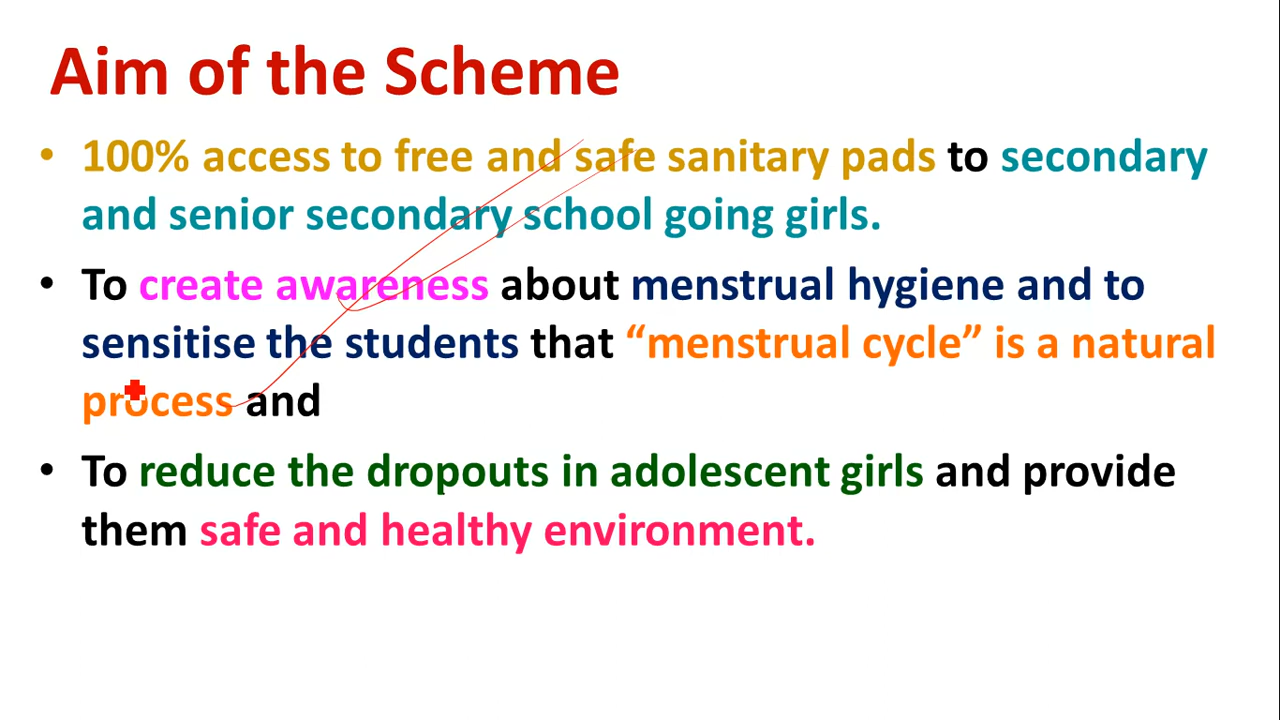 Aim of the Scheme
• 100% access to free and safe sanitary pads to secondary
and senior secondary school going girls.
• To create awareness about menstrual hygiene and to
sensitise the students that “menstrual cycle” is a natural
process and
• To reduce the dropouts in adolescent girls and provide
them safe and healthy environment.